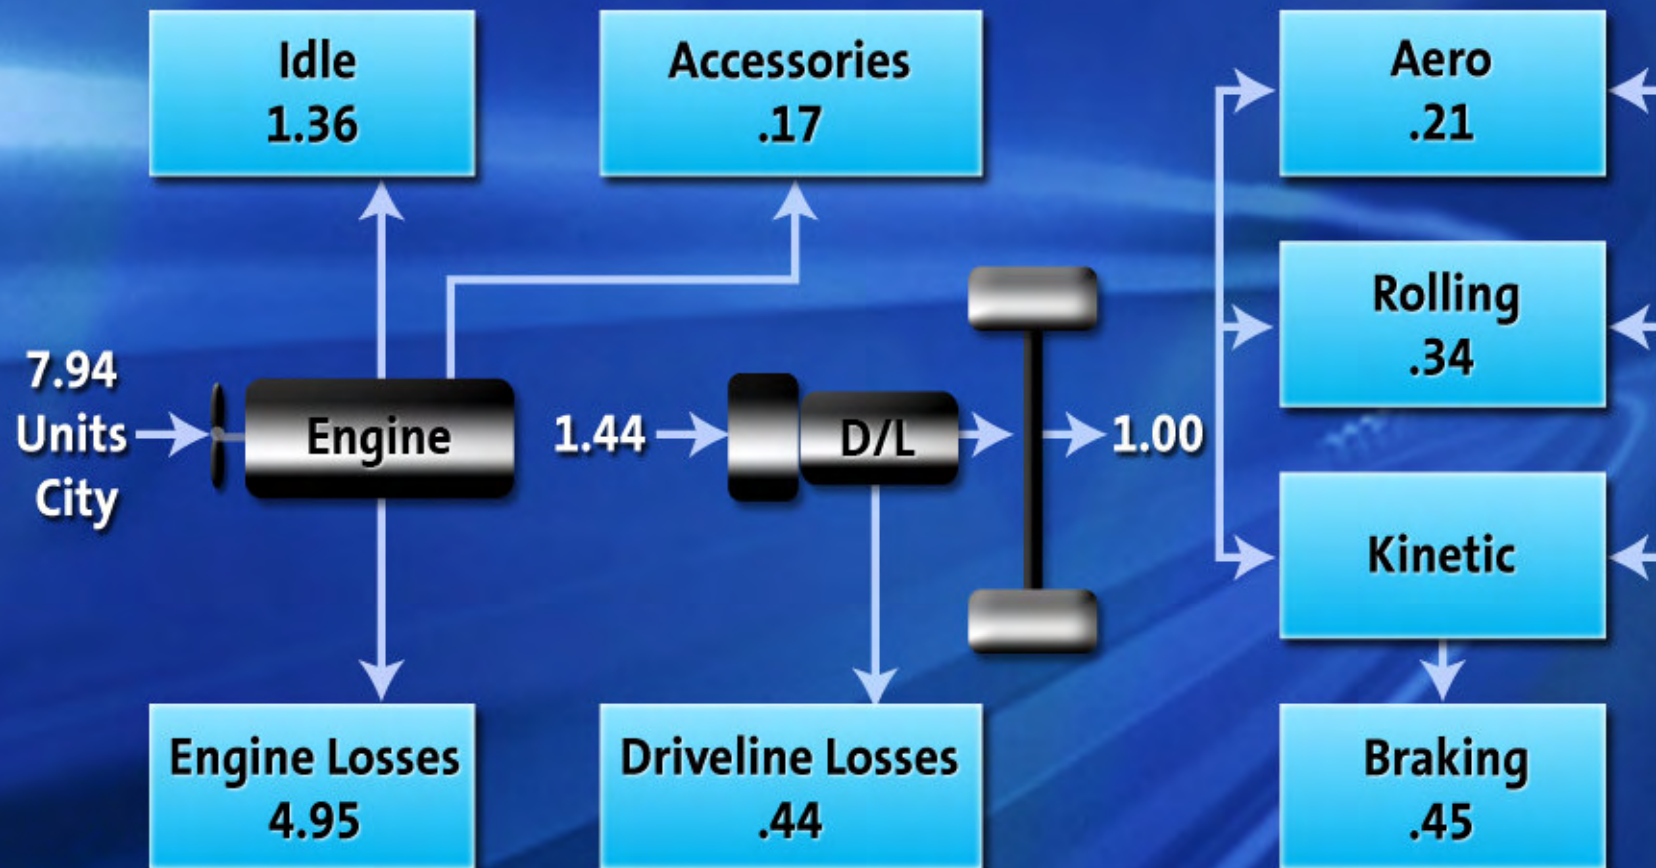 Idle
1.36
Accessories
.17
Aero
.21
Rolling
.34
7.94
Units
City
Engine
1.44
D/L
1.00
Kinetic
Engine Losses
4.95
Driveline Losses
.44
Braking
.45